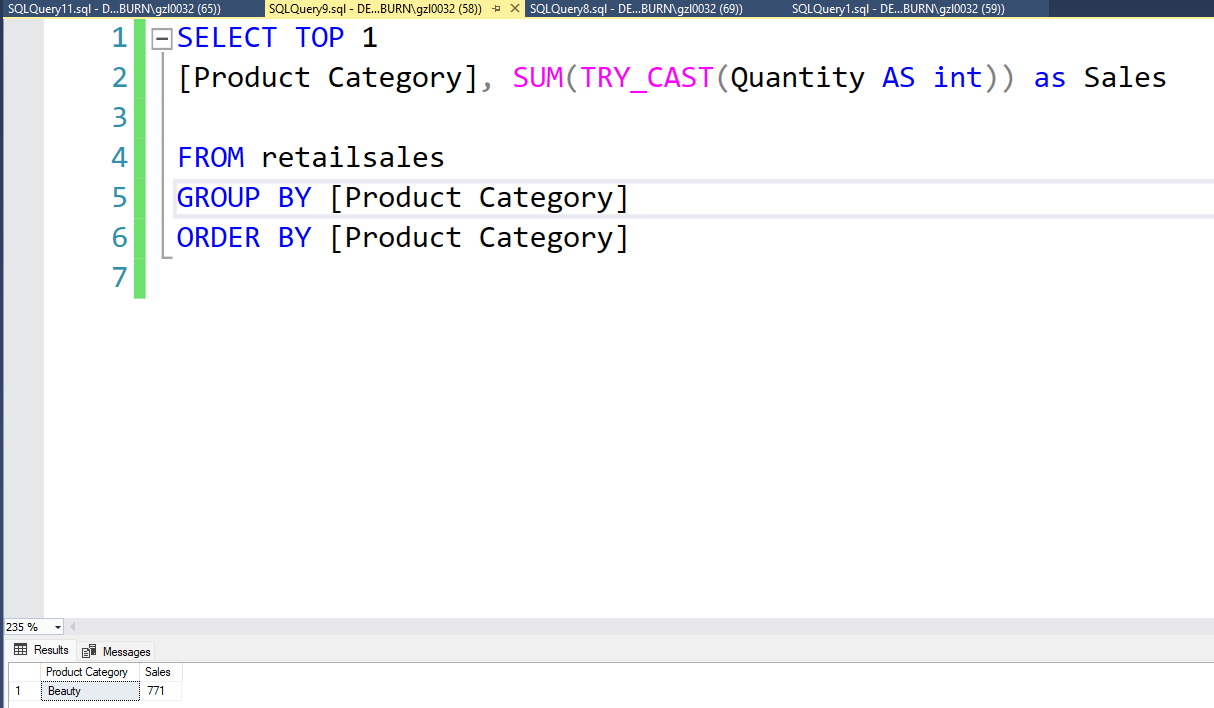 SQLQuery11.sql - D...BURN\gzl0032 (65)) SQLQuery9.sql - DE...BURN\gzl0032 (58)) SQLQuery8.sql - DE...BURN\gzl0032 (69)) SQLQuery1.sql - DE...BURN\gzl0032 (59))
1 SELECT TOP 1
2 [Product Category], SUM(TRY_CAST(Quantity AS int)) as Sales
3
4 FROM retailsales
5 GROUP BY [Product Category]
6 ORDER BY [Product Category]
7
235 %
Results Messages
Product Category Sales
1 Beauty 771